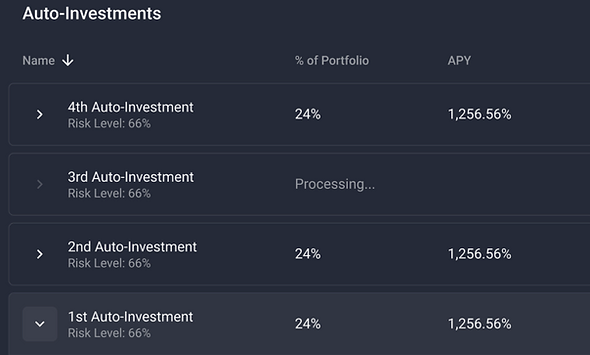 Auto-Investments
Name % of Portfolio APY
4th Auto-Investment
Risk Level: 66%
24% 1,256.56%
3rd Auto-Investment
Risk Level: 66%
Processing...
2nd Auto-Investment
Risk Level: 66%
24% 1,256.56%
1st Auto-Investment
Risk Level: 66%
24% 1,256.56%